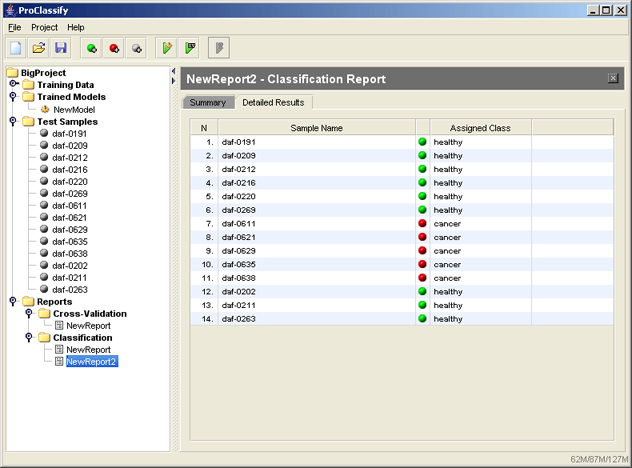 ProClassify
File Project Help
BigProject
Training Data
Trained Models
NewModel
Test Samples
daf-0191
daf-0209
daf-0212
daf-0216
daf-0220
daf-0269
daf-0611
daf-0621
daf-0629
daf-0635
daf-0638
daf-0202
daf-0211
daf-0263
Reports
Cross-Validation
NewReport
Classification
NewReport
NewReport2
NewReport2 - Classification Report
Summary Detailed Results
N Sample Name Assigned Class
1. daf-0191 healthy
2. daf-0209 healthy
3. daf-0212 healthy
4. daf-0216 healthy
5. daf-0220 healthy
6. daf-0269 healthy
7. daf-0611 cancer
8. daf-0621 cancer
9. daf-0629 cancer
10. daf-0635 cancer
11. daf-0638 cancer
12. daf-0202 healthy
13. daf-0211 healthy
14. daf-0263 healthy
62M/87M/127M